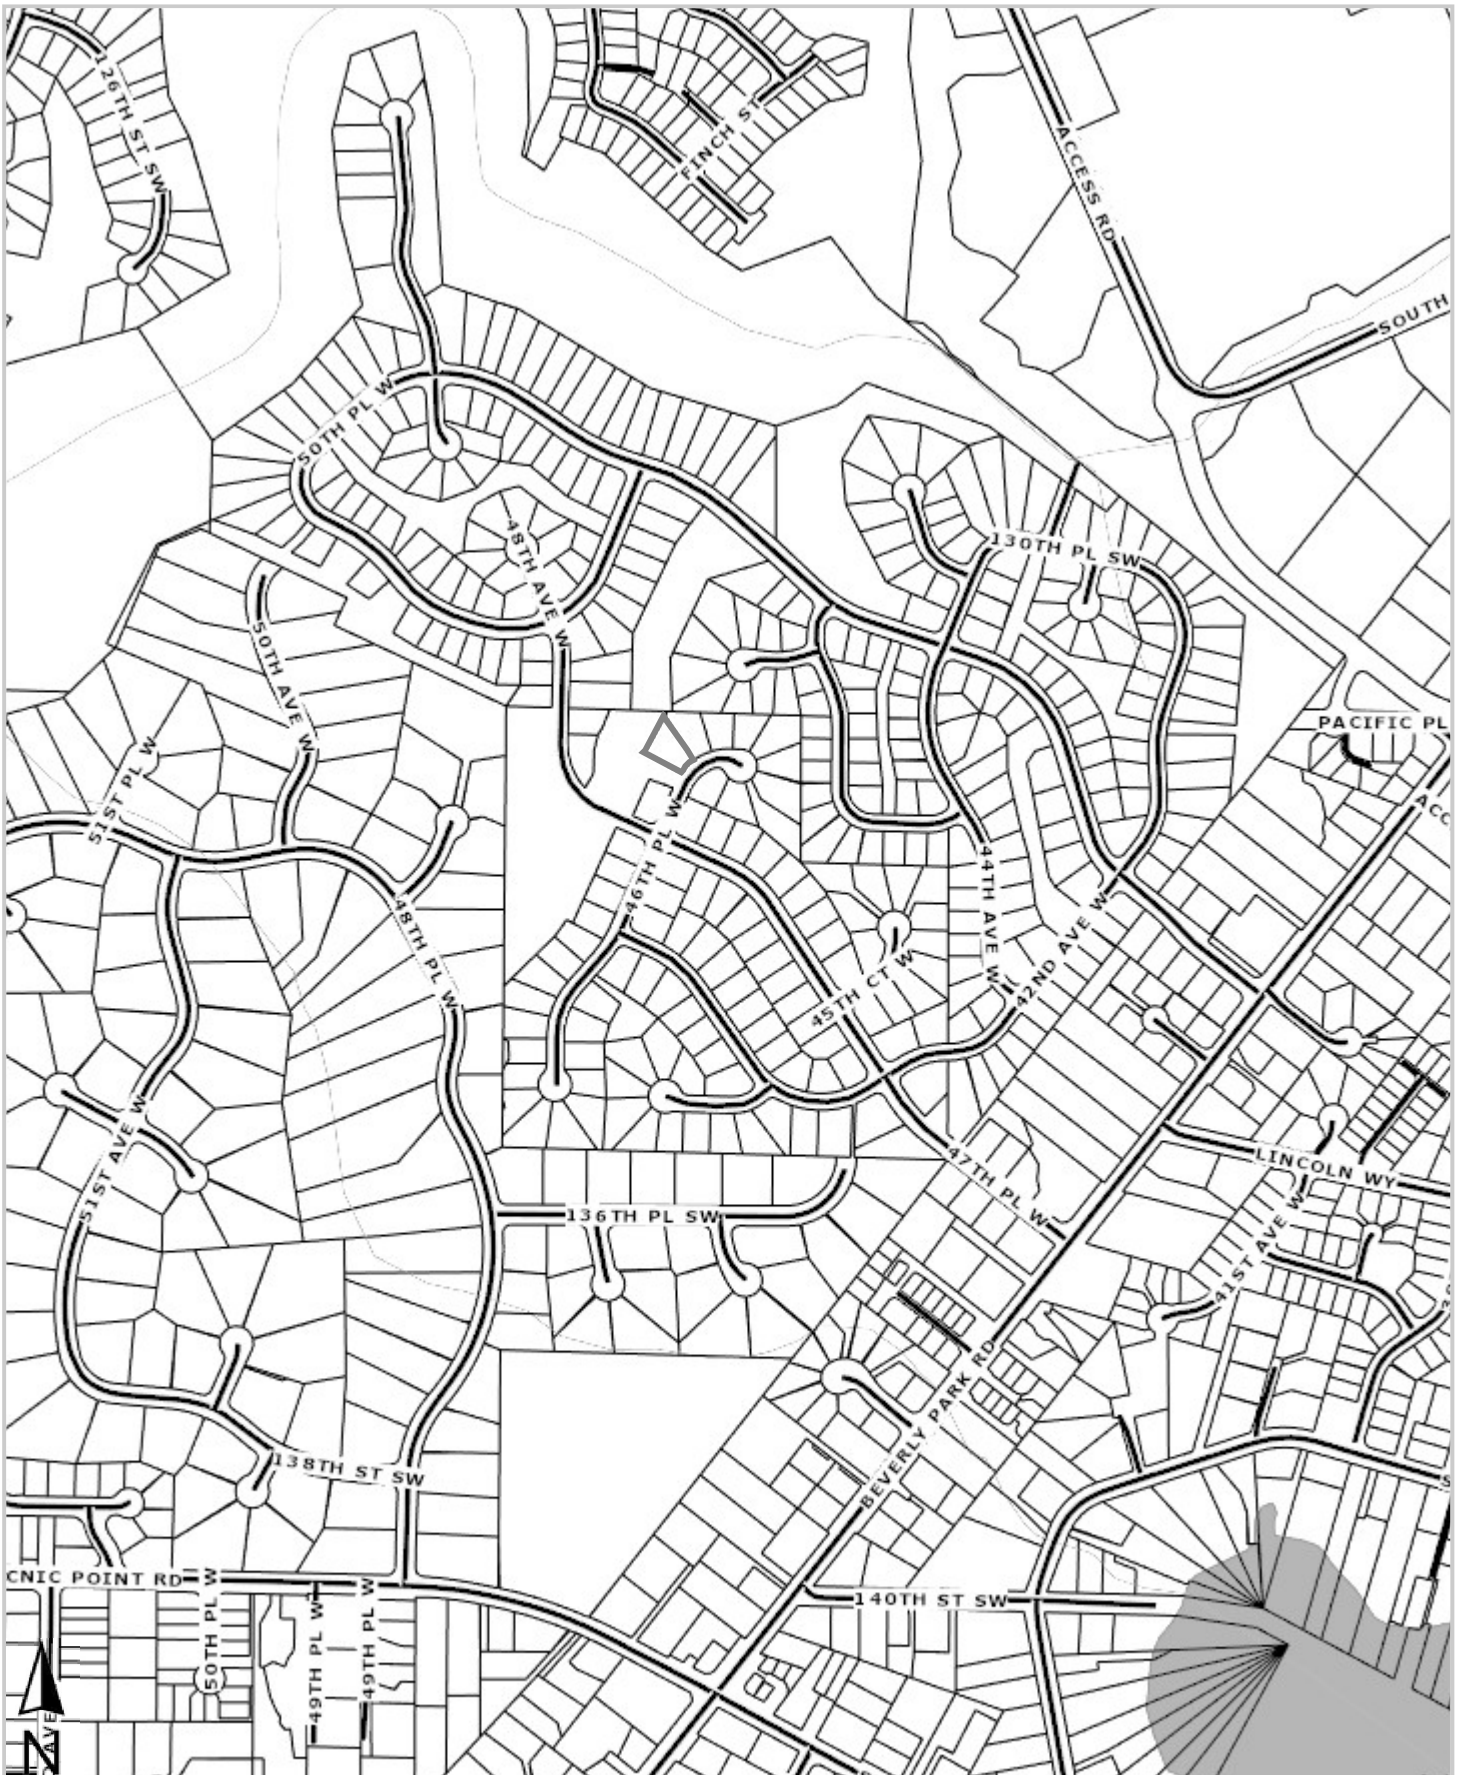 126TH ST SW
FINCH ST
ACCESS RD
SOUTH
50TH PL W
48TH AVE W
130TH PL SW
50TH AVE W
51ST PL W
PACIFIC PL
ACC
46TH PL W
44TH AVE W
48TH PL W
42ND AVE W
45TH CT W
51ST AVE W
47TH PL W
LINCOLN WY
136TH PL SW
41ST AVE W
BEVERLY PARK RD
138TH ST SW
CNIC POINT RD
50TH PL W
49TH PL W
49TH PL W
140TH ST SW
AVE
N